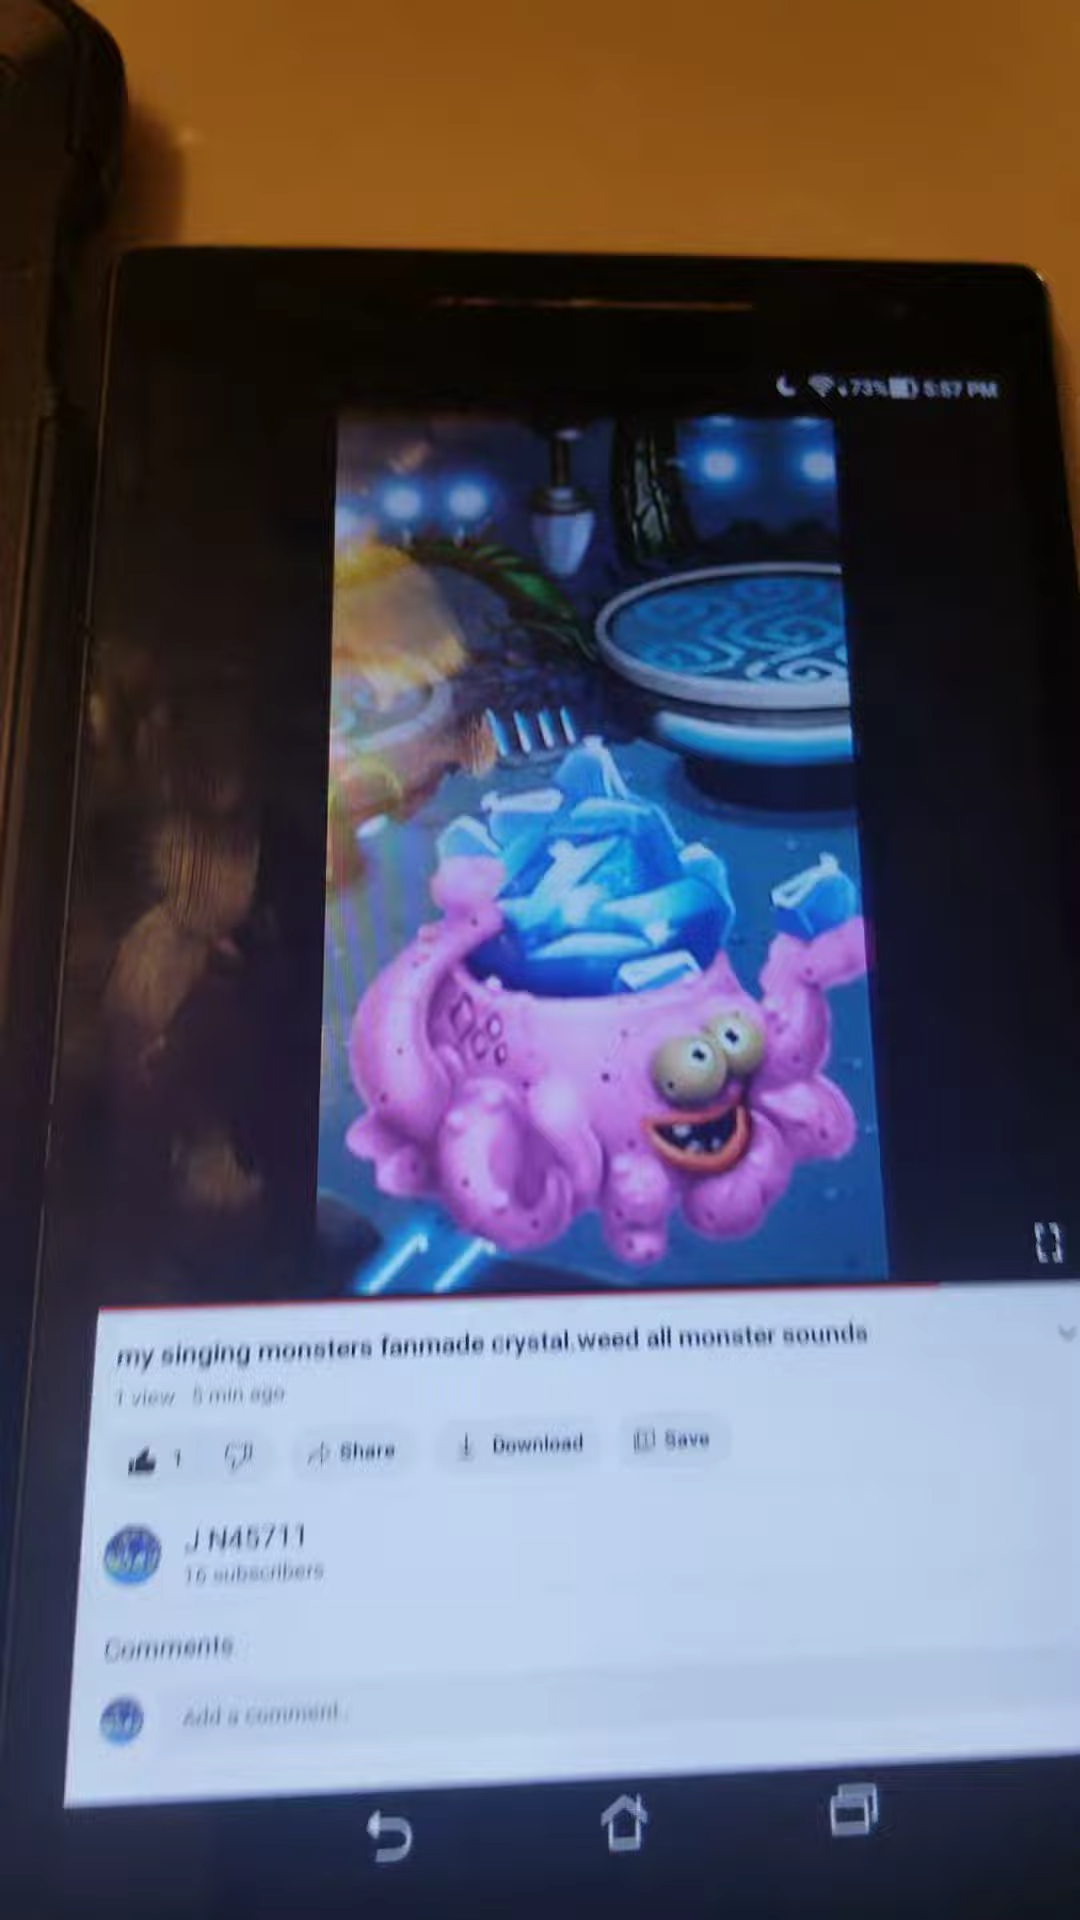 73% 5:57 PM
my singing monsters fanmade crystal.weed all monster sounds
1 view 5 min ago
1 Share Download Save
J N45711
16 subscribers
Comments
Add a comment...